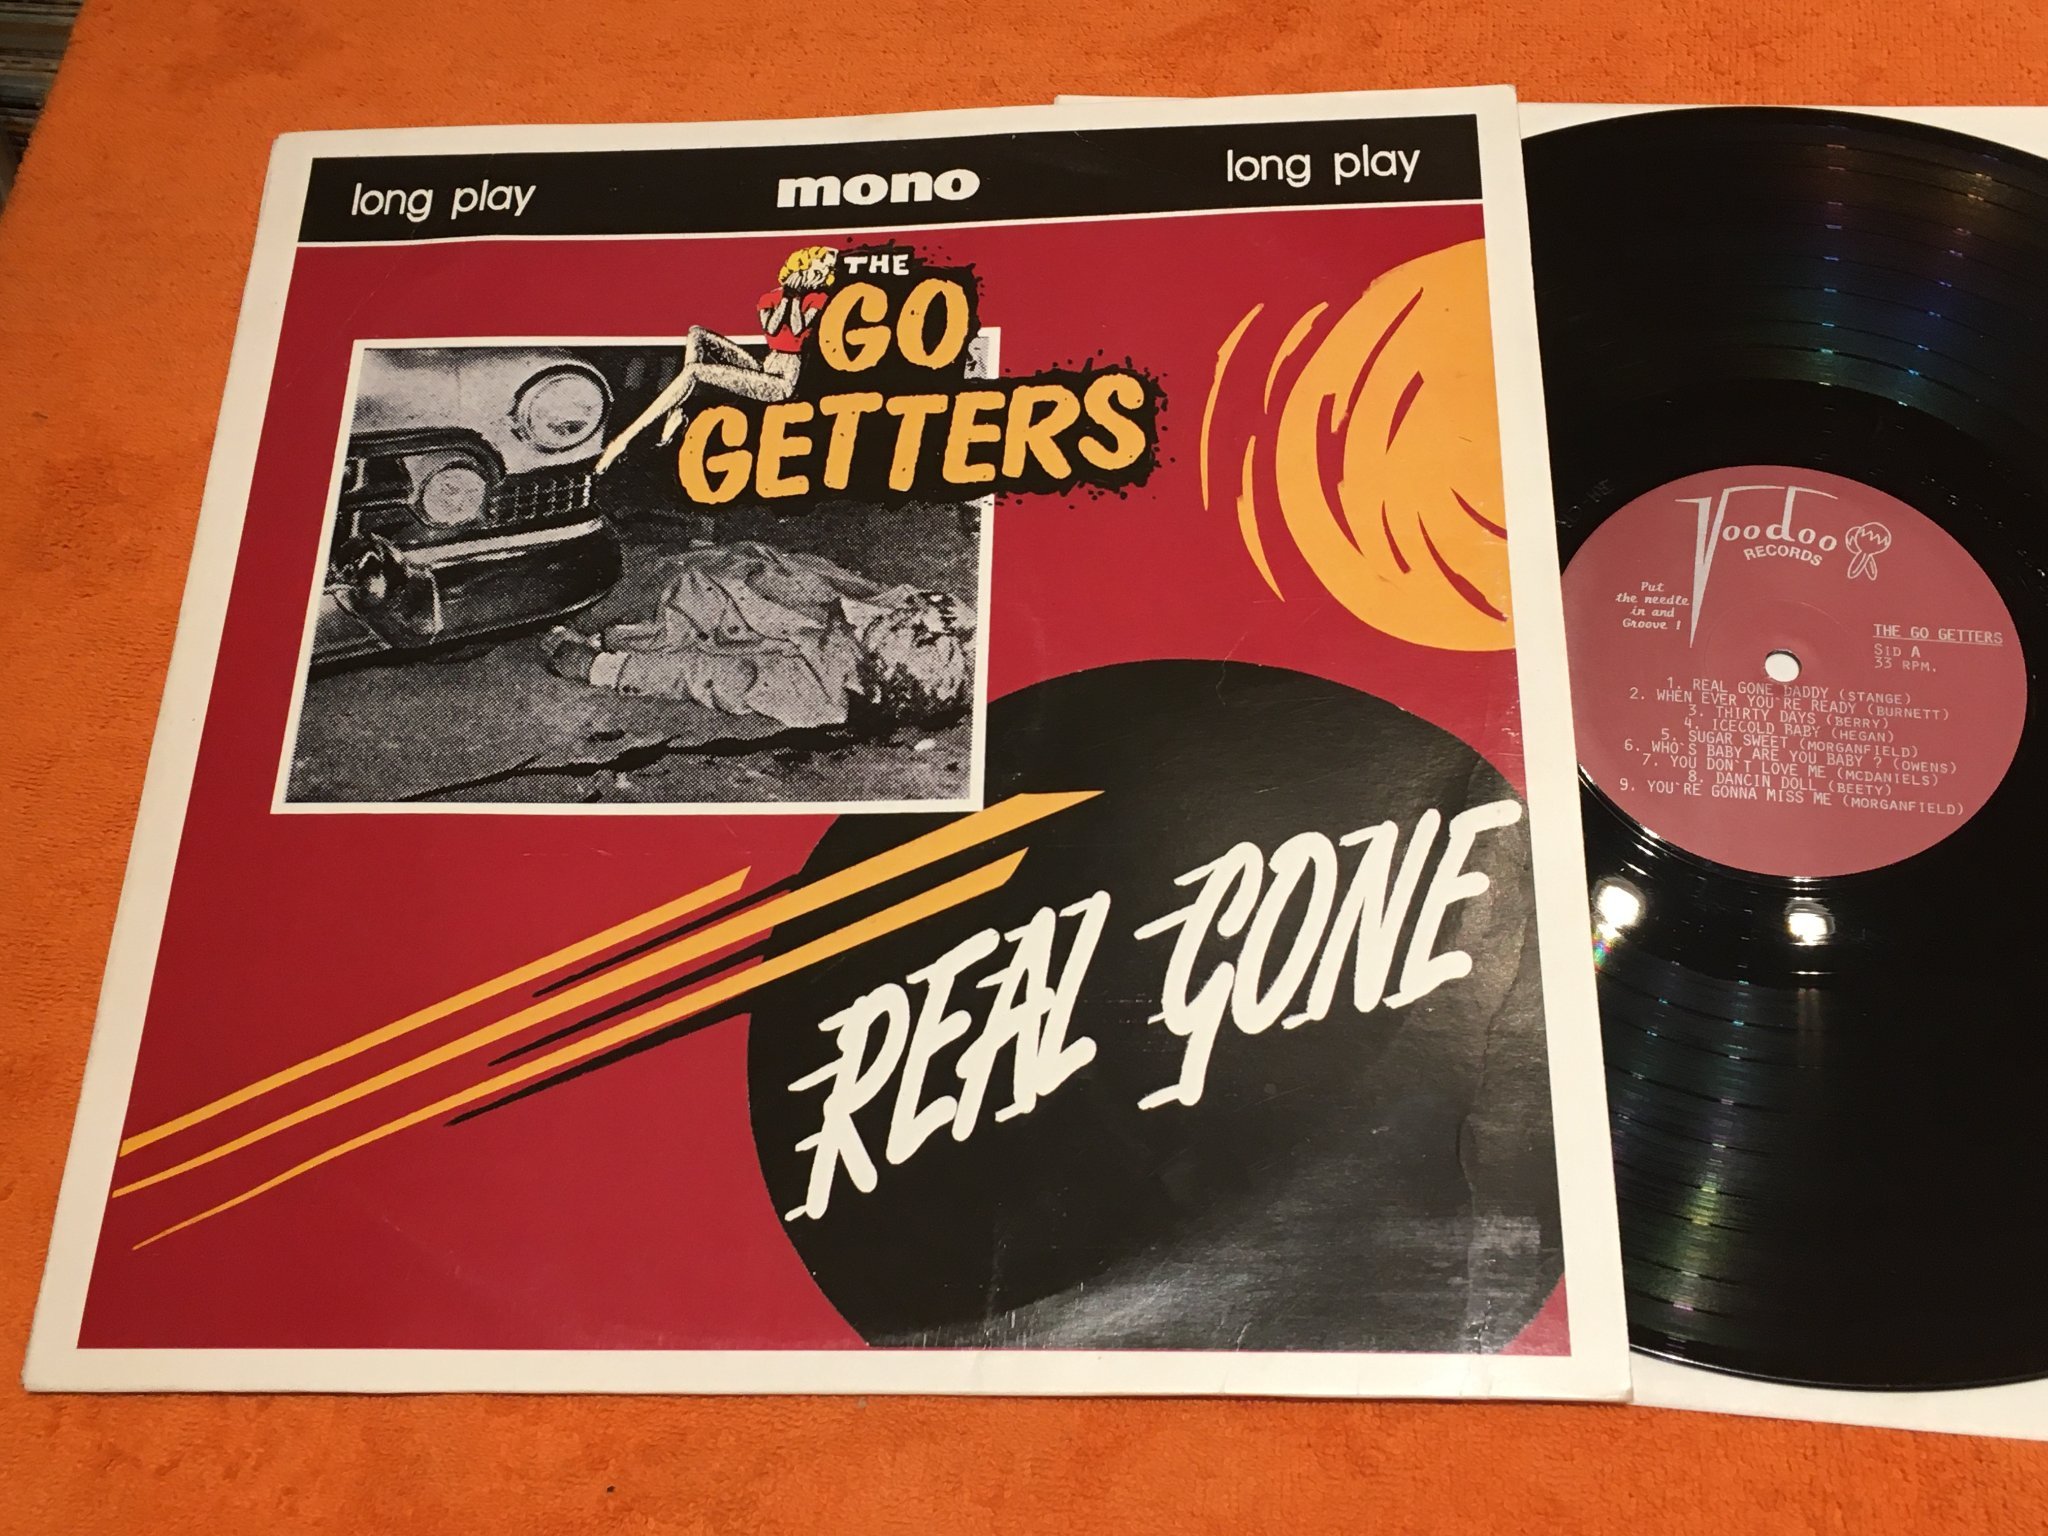 long play
mono
long play
THE
GO
GETTERS
REAL GONE
Voodoo
RECORDS
Put
the needle
in and
Groove !
THE GO GETTERS
SID A
33 RPM.
1. REAL GONE DADDY (STANGE)
2. WHEN EVER YOU'RE READY (BURNETT)
3. THIRTY DAYS (BERRY)
4. ICECOLD BABY (HEGAN)
5. SUGAR SWEET (MORGANFIELD)
6. WHO'S BABY ARE YOU BABY ? (OWENS)
7. YOU DON'T LOVE ME (MCDANIELS)
8. DANCIN DOLL (BEETY)
9. YOU'RE GONNA MISS ME (MORGANFIELD)